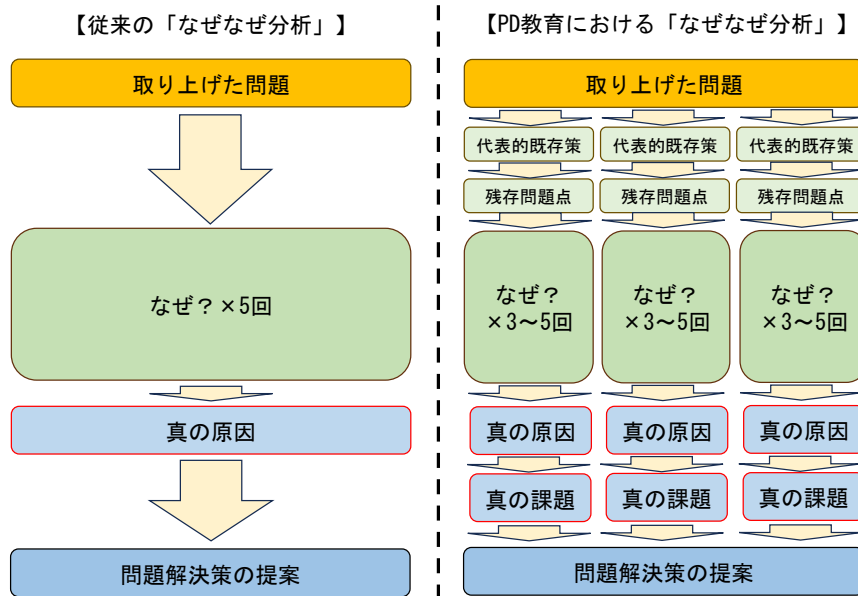 【従来の「なぜなぜ分析」】
取り上げた問題
なぜ？×5回
真の原因
問題解決策の提案
【PD教育における「なぜなぜ分析」】
取り上げた問題
代表的既存策 代表的既存策 代表的既存策
残存問題点 残存問題点 残存問題点
なぜ？ なぜ？ なぜ？
×3～5回 ×3～5回 ×3～5回
真の原因 真の原因 真の原因
真の課題 真の課題 真の課題
問題解決策の提案